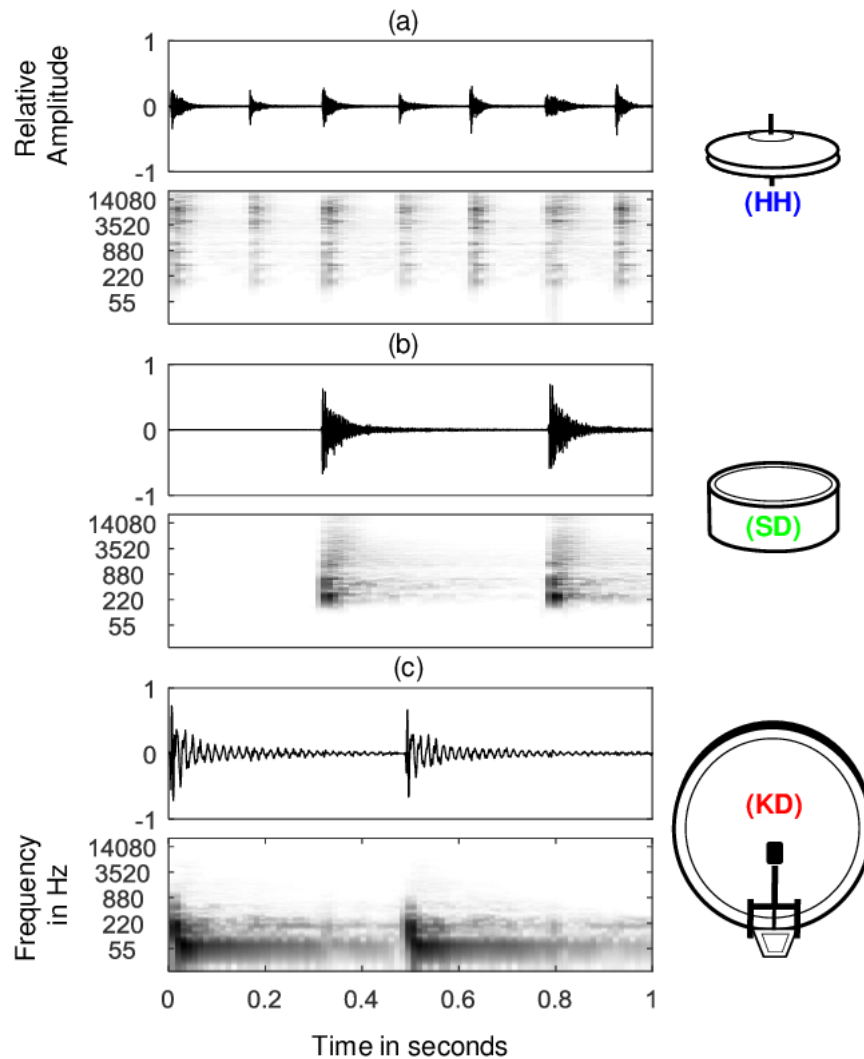 (a)
Relative
Amplitude
1
0
-1
14080
3520
880
220
55
(HH)
(b)
1
0
-1
14080
3520
880
220
55
(SD)
(c)
1
0
-1
Frequency
in Hz
14080
3520
880
220
55
(KD)
0 0.2 0.4 0.6 0.8 1
Time in seconds